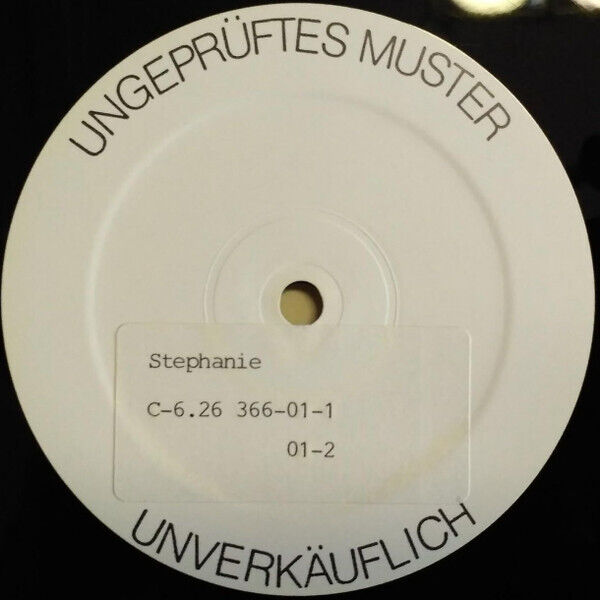 UNGEPRÜFTES MUSTER
Stephanie
C-6.26 366-01-1
01-2
UNVERKÄUFLICH